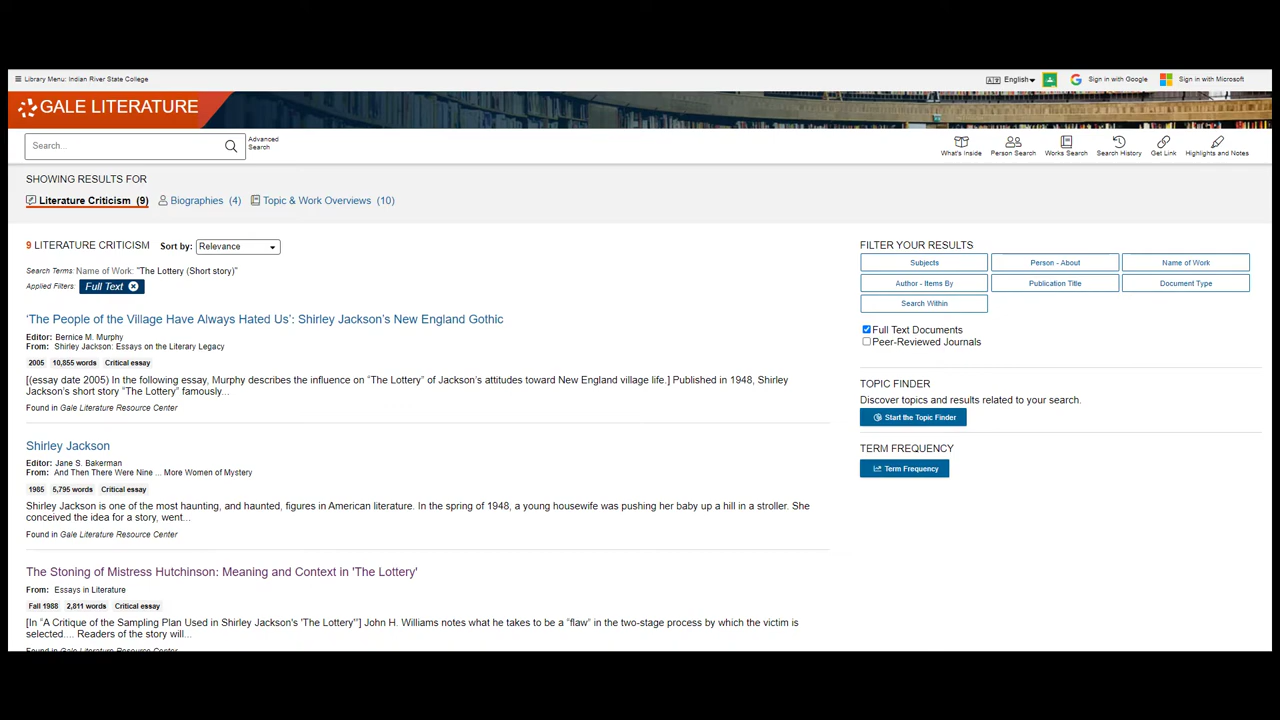 Library Menu: Indian River State College
English
Sign in with Google
Sign in with Microsoft
GALE LITERATURE
Search...
Advanced
Search
What's Inside
Person Search
Works Search
Search History
Get Link
Highlights and Notes
SHOWING RESULTS FOR
Literature Criticism (9)
Biographies (4)
Topic & Work Overviews (10)
9 LITERATURE CRITICISM
Sort by:
Relevance
Search Terms: Name of Work: "The Lottery (Short story)"
Applied Filters:
Full Text
‘The People of the Village Have Always Hated Us’: Shirley Jackson’s New England Gothic
Editor: Bernice M. Murphy
From: Shirley Jackson: Essays on the Literary Legacy
2005 10,855 words Critical essay
[(essay date 2005) In the following essay, Murphy describes the influence on “The Lottery” of Jackson’s attitudes toward New England village life.] Published in 1948, Shirley
Jackson’s short story “The Lottery” famously...
Found in Gale Literature Resource Center
Shirley Jackson
Editor: Jane S. Bakerman
From: And Then There Were Nine ... More Women of Mystery
1985 5,795 words Critical essay
Shirley Jackson is one of the most haunting, and haunted, figures in American literature. In the spring of 1948, a young housewife was pushing her baby up a hill in a stroller. She
conceived the idea for a story, went...
Found in Gale Literature Resource Center
The Stoning of Mistress Hutchinson: Meaning and Context in 'The Lottery'
From: Essays in Literature
Fall 1988 2,811 words Critical essay
[In “A Critique of the Sampling Plan Used in Shirley Jackson's 'The Lottery'”] John H. Williams notes what he takes to be a “flaw” in the two-stage process by which the victim is
selected.... Readers of the story will...
Found in Gale Literature Resource Center
FILTER YOUR RESULTS
Subjects
Person - About
Name of Work
Author - Items By
Publication Title
Document Type
Search Within
Full Text Documents
Peer-Reviewed Journals
TOPIC FINDER
Discover topics and results related to your search.
Start the Topic Finder
TERM FREQUENCY
Term Frequency